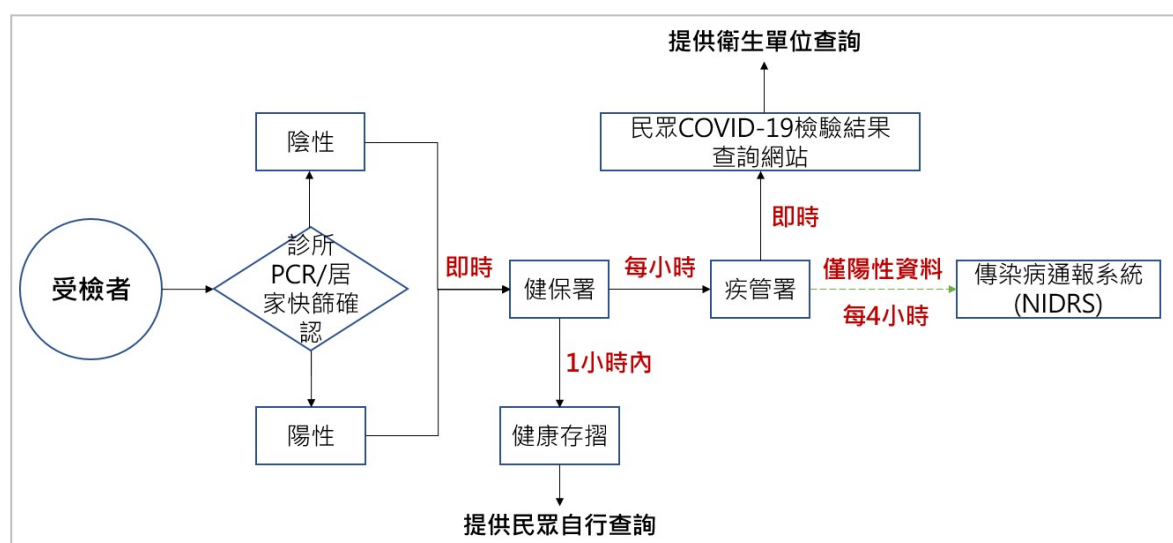 提供衛生單位查詢
民眾COVID-19檢驗結果
查詢網站
陰性
即時
受檢者
診所
PCR/居
家快篩確
認
即時
健保署
每小時
疾管署
僅陽性資料
每4小時
傳染病通報系統
(NIDRS)
1小時內
陽性
健康存摺
提供民眾自行查詢